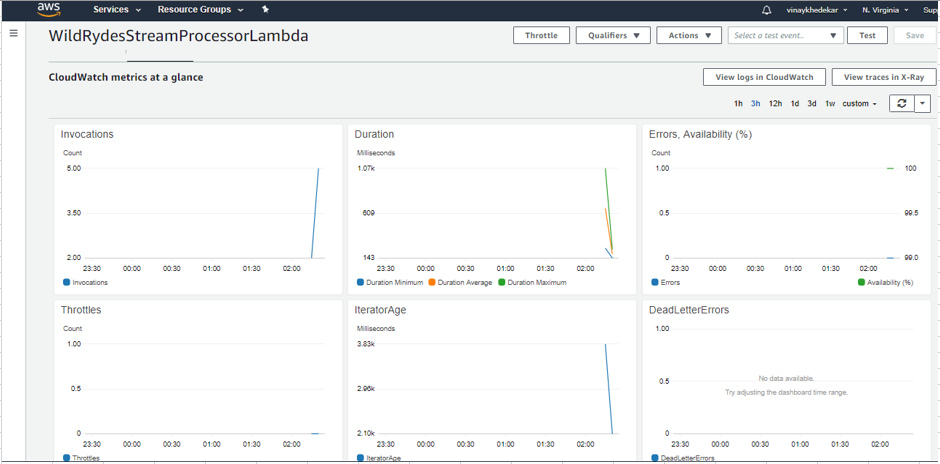 aws Services Resource Groups vinaykhedekar N. Virginia Sup
WildRydesStreamProcessorLambda Throttle Qualifiers Actions Select a test event.. Test Save
CloudWatch metrics at a glance View logs in CloudWatch View traces in X-Ray
1h 3h 12h 1d 3d 1w custom
Invocations
Count
5.00
3.50
2.00
23:30 00:00 00:30 01:00 01:30 02:00
Invocations
Duration
Milliseconds
1.07k
609
143
23:30 00:00 00:30 01:00 01:30 02:00
Duration Minimum Duration Average Duration Maximum
Errors, Availability (%)
Count
1.00 100
0.5 99.5
0 99.0
23:30 00:00 00:30 01:00 01:30 02:00
Errors Availability (%)
Throttles
Count
1.00
0.5
0
23:30 00:00 00:30 01:00 01:30 02:00
Throttles
IteratorAge
Milliseconds
3.83k
2.96k
2.10k
23:30 00:00 00:30 01:00 01:30 02:00
IteratorAge
DeadLetterErrors
1.00
0.5
0
No data available.
Try adjusting the dashboard time range.
23:30 00:00 00:30 01:00 01:30 02:00
DeadLetterErrors